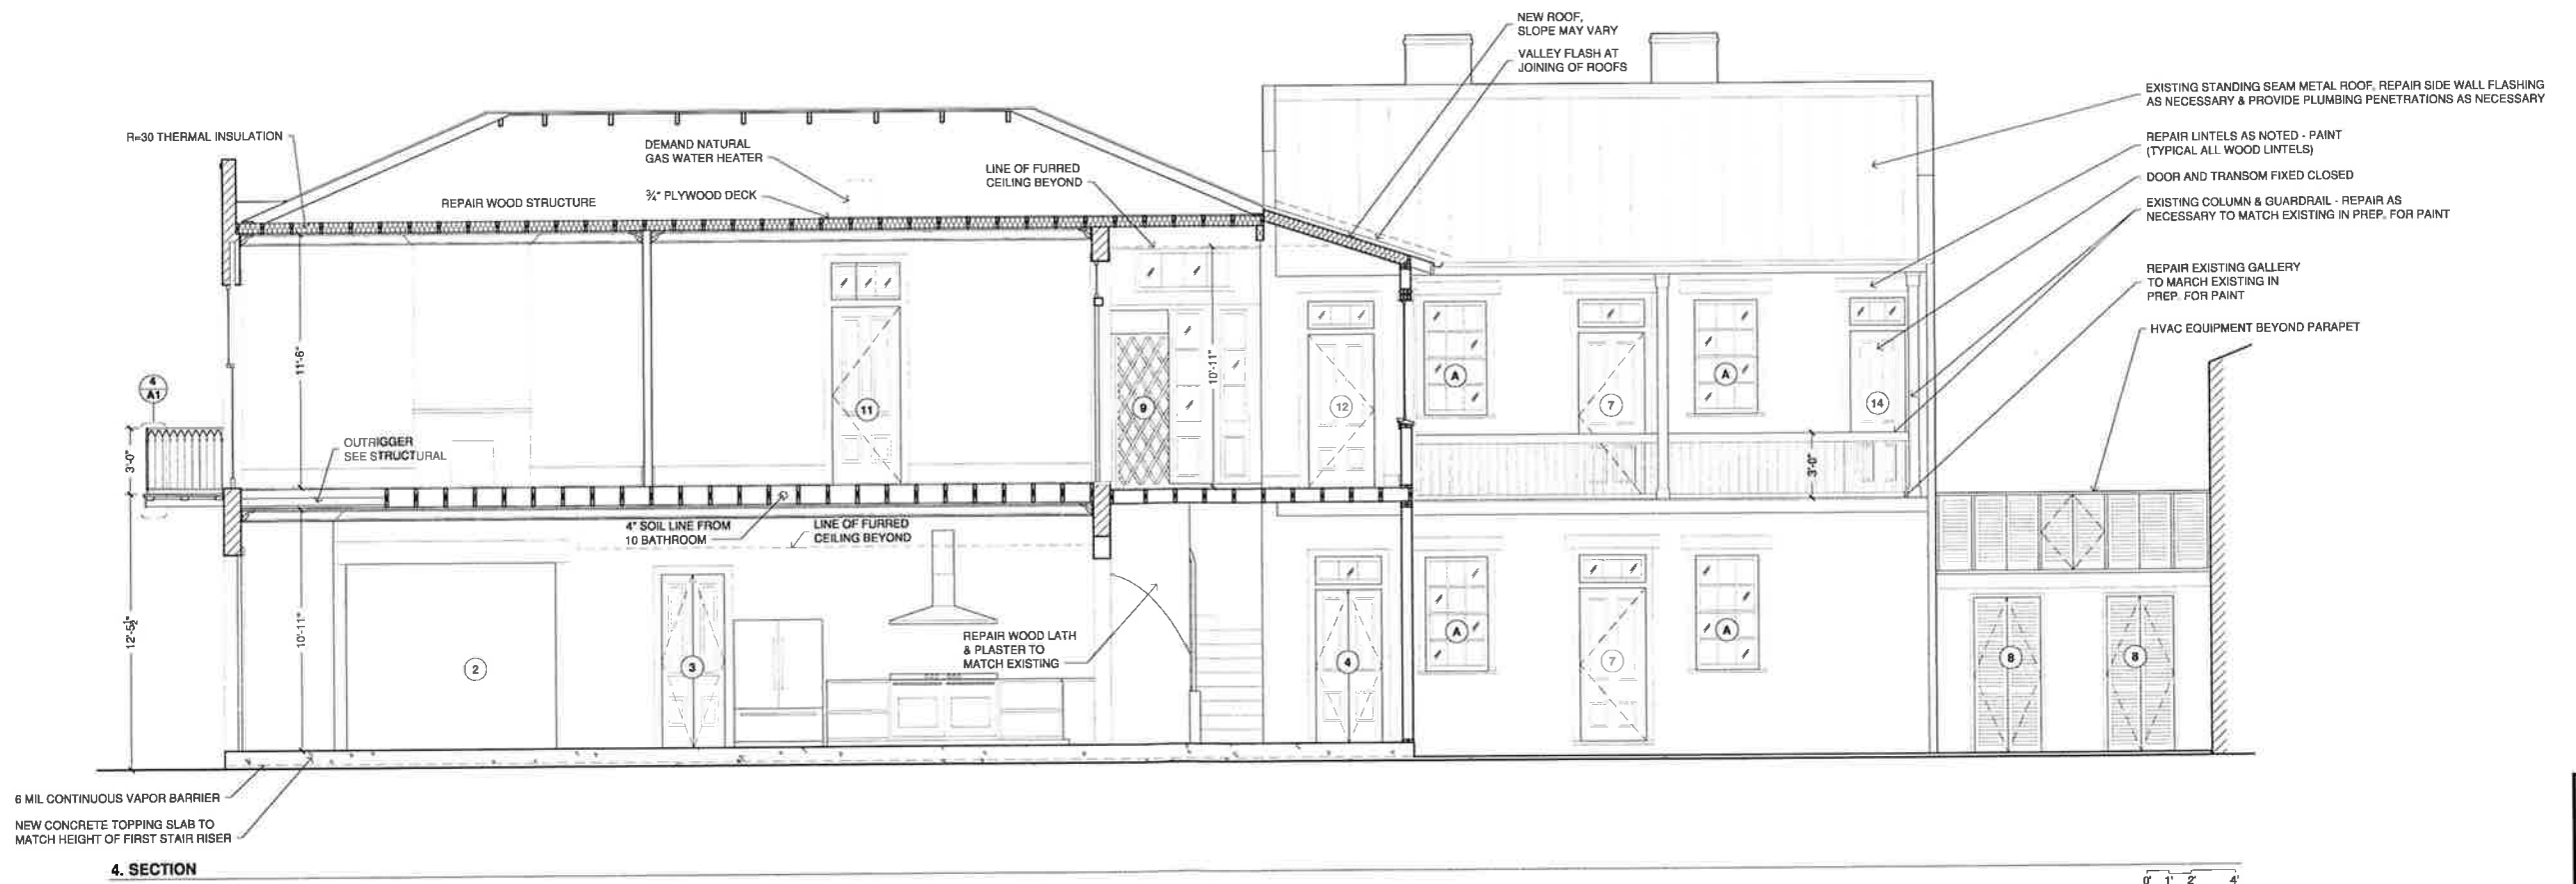 NEW ROOF,
SLOPE MAY VARY
VALLEY FLASH AT
JOINING OF ROOFS
EXISTING STANDING SEAM METAL ROOF, REPAIR SIDE WALL FLASHING
AS NECESSARY & PROVIDE PLUMBING PENETRATIONS AS NECESSARY
REPAIR LINTELS AS NOTED - PAINT
(TYPICAL ALL WOOD LINTELS)
DOOR AND TRANSOM FIXED CLOSED
EXISTING COLUMN & GUARDRAIL - REPAIR AS
NECESSARY TO MATCH EXISTING IN PREP. FOR PAINT
REPAIR EXISTING GALLERY
TO MARCH EXISTING IN
PREP. FOR PAINT
HVAC EQUIPMENT BEYOND PARAPET
R=30 THERMAL INSULATION
DEMAND NATURAL
GAS WATER HEATER
LINE OF FURRED
CEILING BEYOND
REPAIR WOOD STRUCTURE
¾" PLYWOOD DECK
11'-6"
10'-11"
4
A1
3'-0"
OUTRIGGER
SEE STRUCTURAL
11
9
12
A
7
A
14
3'-0"
4" SOIL LINE FROM
10 BATHROOM
LINE OF FURRED
CEILING BEYOND
12'-5½"
10'-11"
2
3
REPAIR WOOD LATH
& PLASTER TO
MATCH EXISTING
4
A
7
A
8
8
6 MIL CONTINUOUS VAPOR BARRIER
NEW CONCRETE TOPPING SLAB TO
MATCH HEIGHT OF FIRST STAIR RISER
4. SECTION
0' 1' 2' 4'